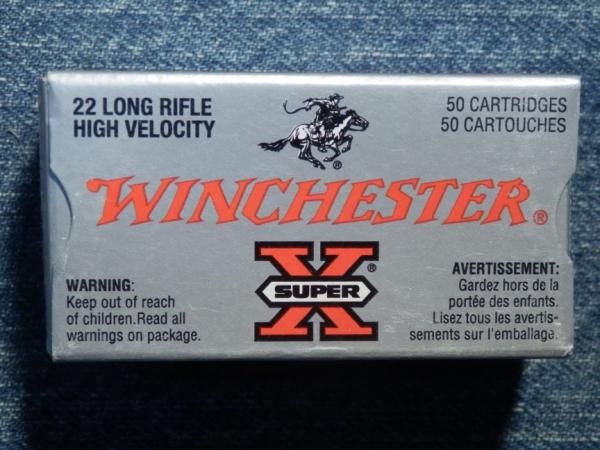 22 LONG RIFLE
HIGH VELOCITY
50 CARTRIDGES
50 CARTOUCHES
®
WINCHESTER®
X®
SUPER
WARNING:
Keep out of reach
of children.Read all
warnings on package.
AVERTISSEMENT:
Gardez hors de la
portée des enfants.
Lisez tous les avertis-
sements sur l'emballage.